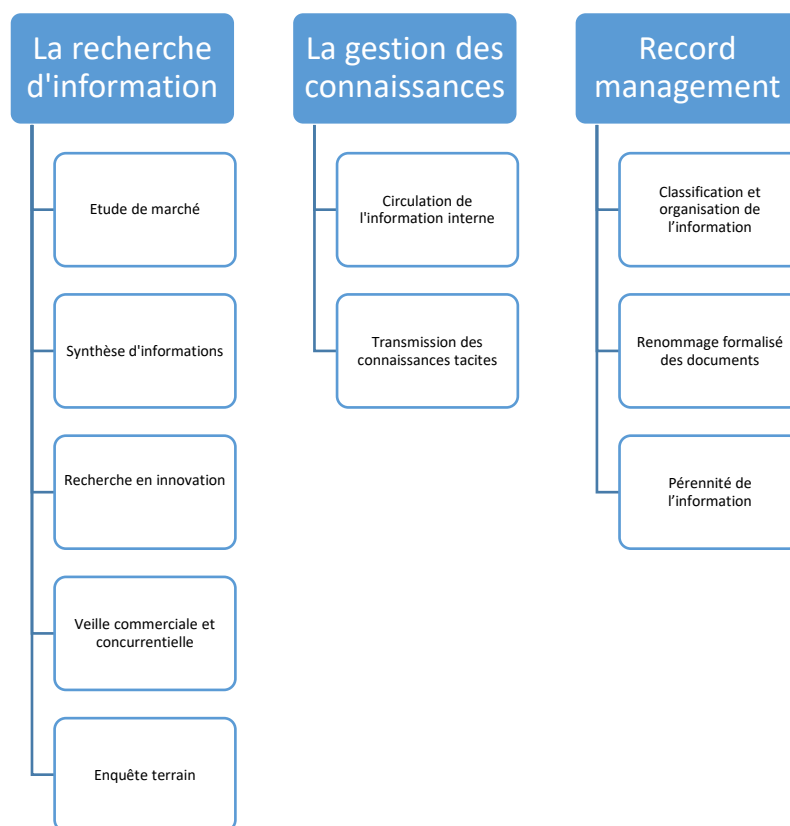 La recherche
d'information
Etude de marché
Synthèse d'informations
Recherche en innovation
Veille commerciale et
concurrentielle
Enquête terrain
La gestion des
connaissances
Circulation de
l'information interne
Transmission des
connaissances tacites
Record
management
Classification et
organisation de
l’information
Renommage formalisé
des documents
Pérennité de
l’information